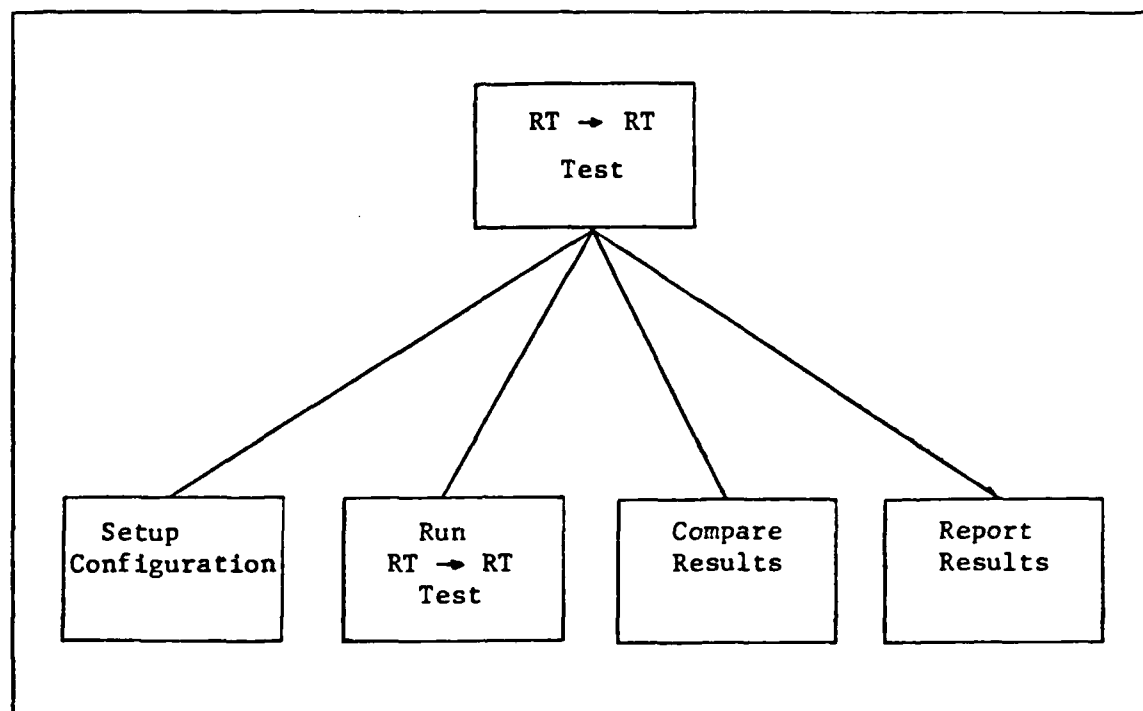 RT → RT
Test
Setup
Configuration
Run
RT → RT
Test
Compare
Results
Report
Results